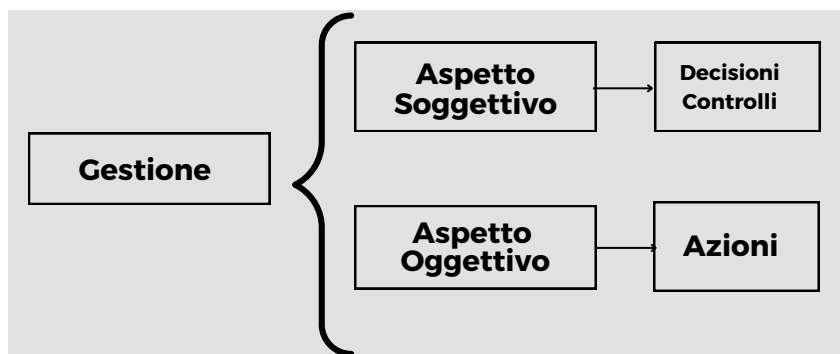 Gestione
Aspetto
Soggettivo
Decisioni
Controlli
Aspetto
Oggettivo
Azioni